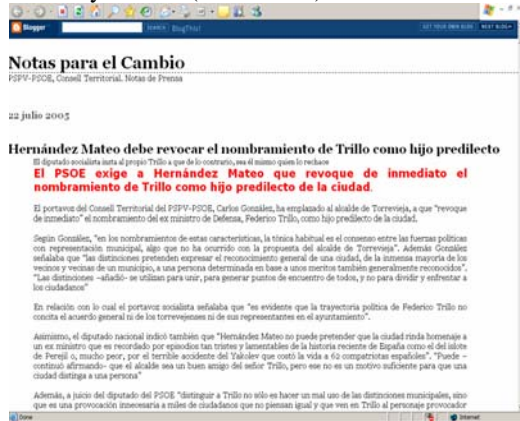 Blogger
SEARCH BlogThis!
GET YOUR OWN BLOG NEXT BLOG»
Notas para el Cambio
PSPV-PSOE, Consell Territorial. Notas de Prensa
22 julio 2005
Hernández Mateo debe revocar el nombramiento de Trillo como hijo predilecto
El diputado socialista insta al propio Trillo a que de lo contrario, sea él mismo quien lo rechace
El PSOE exige a Hernández Mateo que revoque de inmediato el
nombramiento de Trillo como hijo predilecto de la ciudad.
El portavoz del Consell Territorial del PSPV-PSOE, Carlos González, ha emplazado al alcalde de Torrevieja, a que "revoque
de inmediato" el nombramiento del ex ministro de Defensa, Federico Trillo, como hijo predilecto de la ciudad.
Según González, "en los nombramientos de estas características, la tónica habitual es el consenso entre las fuerzas políticas
con representación municipal, algo que no ha ocurrido con la propuesta del alcalde de Torrevieja". Además González
señalaba que "las distinciones pretenden expresar el reconocimiento general de una ciudad, de la inmensa mayoría de los
vecinos y vecinas de un municipio, a una persona determinada en base a unos meritos también generalmente reconocidos".
"Las distinciones –añadió- se utilizan para unir, para generar puntos de encuentro de todos, y no para dividir y enfrentar a
los ciudadanos"
En relación con lo cual el portavoz socialista señalaba que "es evidente que la trayectoria política de Federico Trillo no
concita el acuerdo general ni de los torrevejenses ni de sus representantes en el ayuntamiento".
Asimismo, el diputado nacional indicó también que "Hernández Mateo no puede pretender que la ciudad rinda homenaje a
un ex ministro que es recordado por episodios tan tristes y lamentables de la historia reciente de España como el del islote
de Perejil o, mucho peor, por el terrible accidente del Yakolev que costó la vida a 62 compatriotas españoles". "Puede –
continuó afirmando– que el alcalde sea un buen amigo del señor Trillo, pero ese no es un motivo suficiente para que una
ciudad distinga a una persona"
Además, a juicio del diputado del PSOE "distinguir a Trillo no sólo es hacer un mal uso de las distinciones municipales, sino
que es una provocación innecesaria a miles de ciudadanos que no piensan igual y que ven en Trillo al personaje provocador
Done Internet